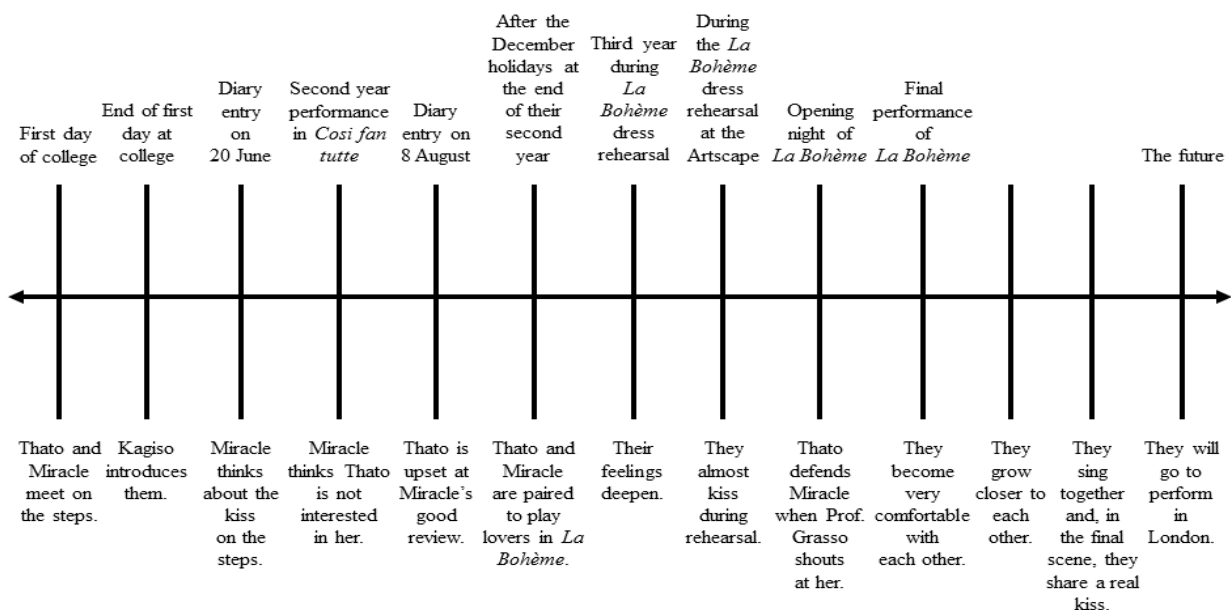 First day
of college
End of first
day at
college
Diary
entry
on
20 June
Second year
performance
in Cosi fan
tutte
Diary
entry on
8 August
After the
December
holidays at
the end
of their
second
year
Third year
during
La
Bohème
dress
rehearsal
During
the La
Bohème
dress
rehearsal
at the
Artscape
Opening
night of
La Bohème
Final
performance
of
La Bohème
The future
Thato and
Miracle
meet on
the steps.
Kagiso
introduces
them.
Miracle
thinks
about the
kiss
on the
steps.
Miracle
thinks Thato
is not
interested
in her.
Thato is
upset at
Miracle's
good
review.
Thato and
Miracle
are paired
to play
lovers in La
Bohème.
Their
feelings
deepen.
They
almost
kiss
during
rehearsal.
Thato
defends
Miracle
when Prof.
Grasso
shouts
at her.
They
become
very
comfortable
with
each other.
They
grow
closer to
each
other.
They
sing
together
and, in
the final
scene, they
share a real
kiss.
They will
go to
perform
in
London.